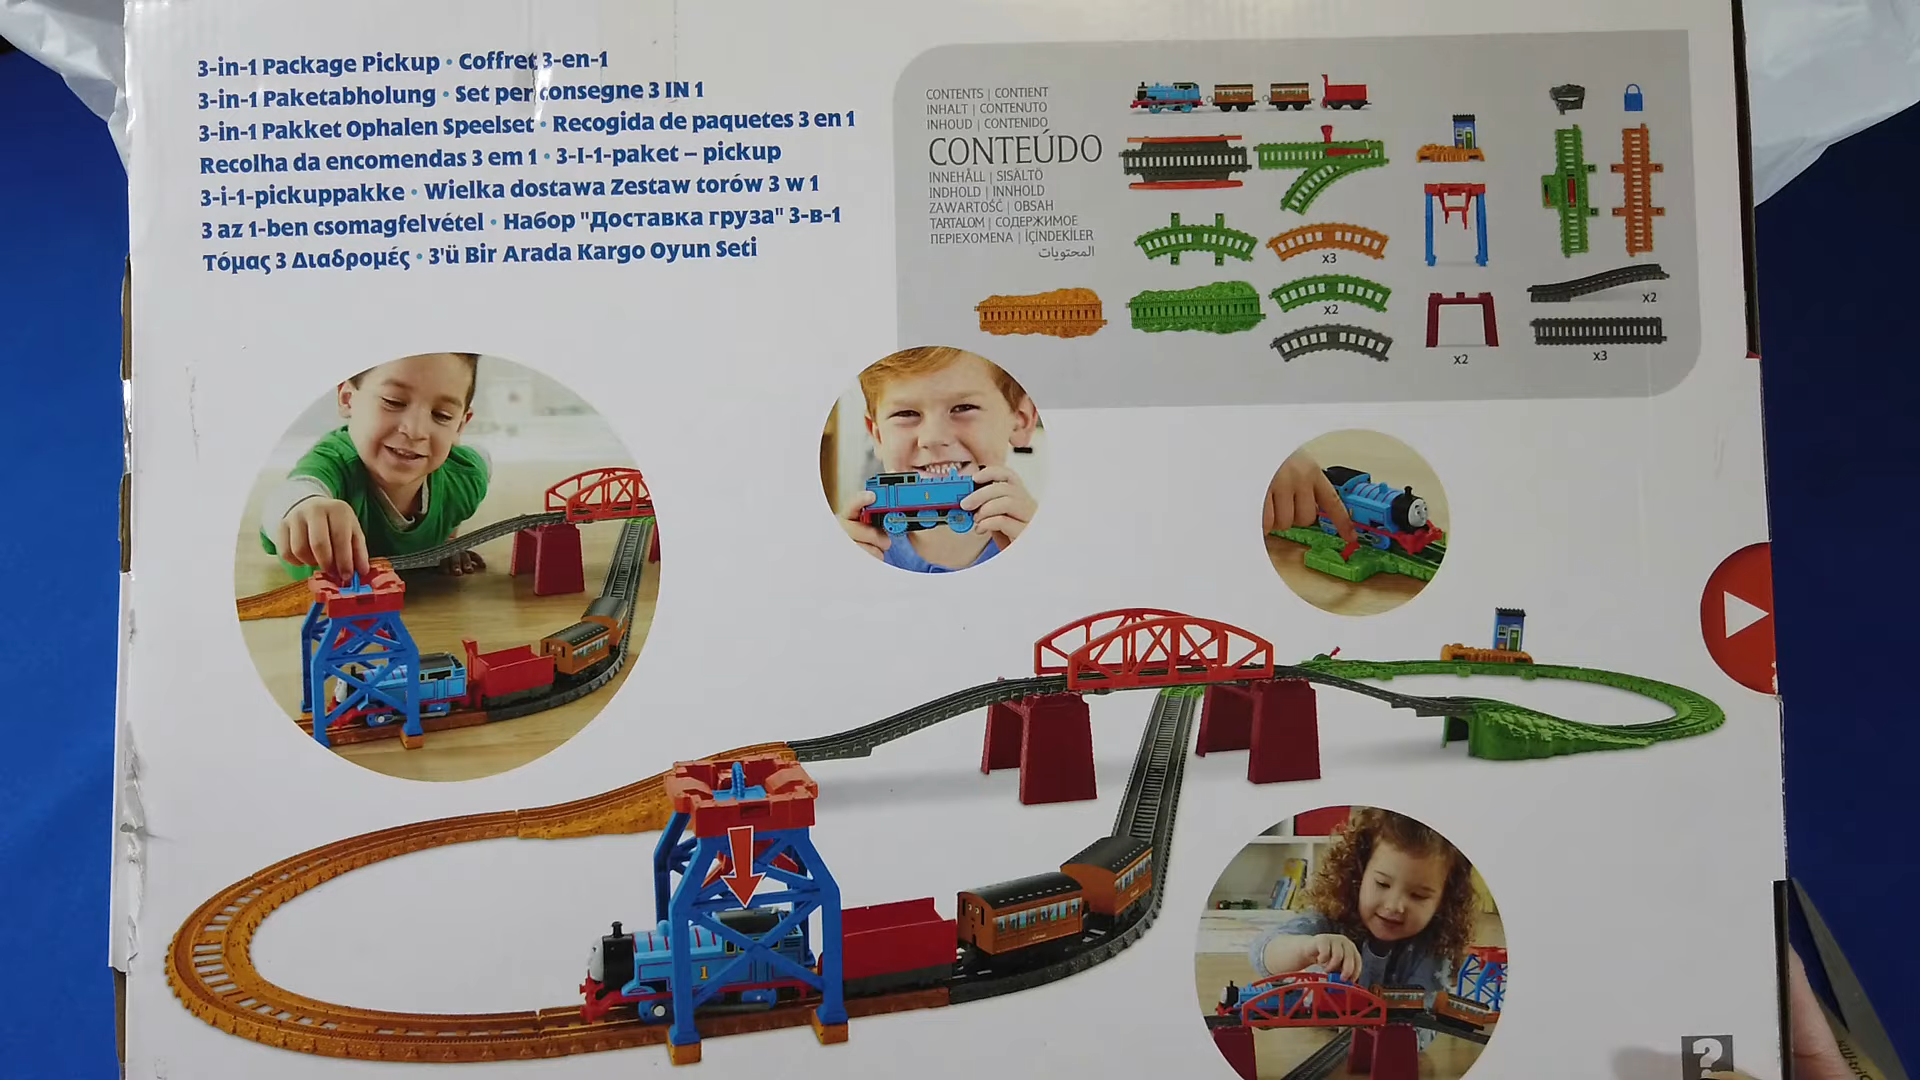 3-in-1 Package Pickup • Coffret 3-en-1
3-in-1 Paketabholung • Set per consegne 3 IN 1
3-in-1 Pakket Ophalen Speelset • Recogida de paquetes 3 en 1
Recolha da encomendas 3 em 1 • 3-I-1-paket – pickup
3-i-1-pickuppakke • Wielka dostawa Zestaw torów 3 w 1
3 az 1-ben csomagfelvétel • Набор "Доставка груза" 3-в-1
Τόμας 3 Διαδρομές • 3'ü Bir Arada Kargo Oyun Seti
CONTENTS | CONTIENT
INHALT | CONTENUTO
INHOUD | CONTENIDO
CONTEÚDO
INNEHÅLL | SISÄLTÖ
INDHOLD | INNHOLD
ZAWARTOŚĆ | OBSAH
TARTALOM | СОДЕРЖИМОЕ
ΠΕΡΙΕΧΟΜΕΝΑ | İÇİNDEKİLER
المحتويات
x3
x2
x2
x2
x3
1
1
?